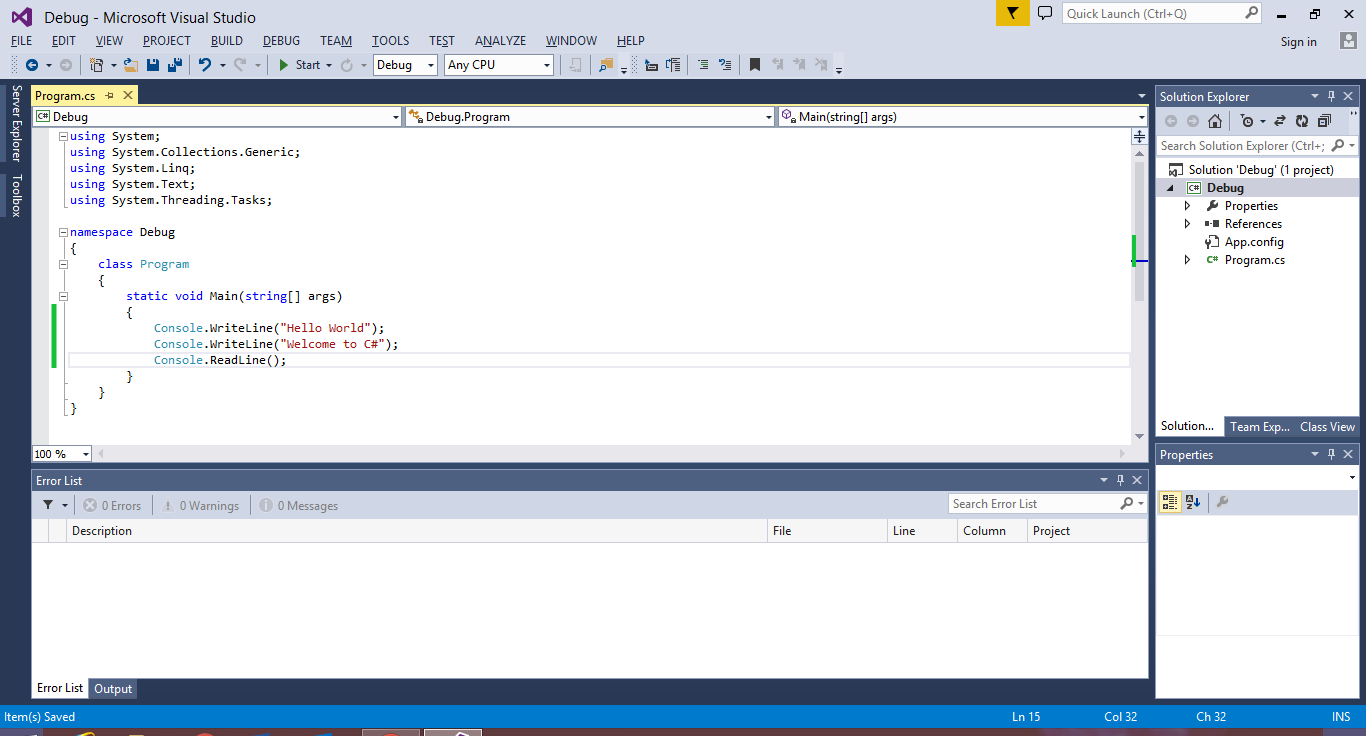 Debug - Microsoft Visual Studio
Quick Launch (Ctrl+Q)
FILE EDIT VIEW PROJECT BUILD DEBUG TEAM TOOLS TEST ANALYZE WINDOW HELP
Sign in
Start Debug Any CPU
Server Explorer
Toolbox
Program.cs
C# Debug
Debug.Program
Main(string[] args)
using System;
using System.Collections.Generic;
using System.Linq;
using System.Text;
using System.Threading.Tasks;
namespace Debug
{
class Program
{
static void Main(string[] args)
{
Console.WriteLine("Hello World");
Console.WriteLine("Welcome to C#");
Console.ReadLine();
}
}
}
100 %
Solution Explorer
Search Solution Explorer (Ctrl+;
Solution 'Debug' (1 project)
C# Debug
Properties
References
App.config
C# Program.cs
Solution... Team Exp... Class View
Properties
Error List
0 Errors 0 Warnings 0 Messages
Search Error List
Description File Line Column Project
Error List Output
Item(s) Saved Ln 15 Col 32 Ch 32 INS